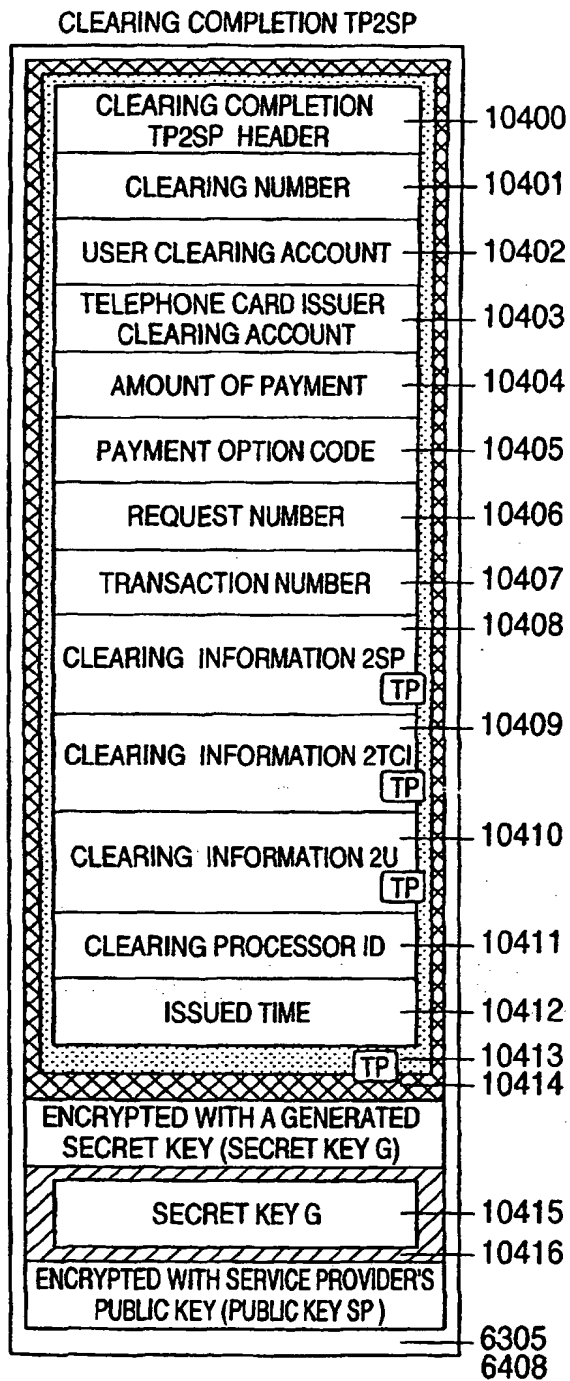 CLEARING COMPLETION TP2SP
CLEARING COMPLETION
TP2SP HEADER
10400
CLEARING NUMBER
10401
USER CLEARING ACCOUNT
10402
TELEPHONE CARD ISSUER
CLEARING ACCOUNT
10403
AMOUNT OF PAYMENT
10404
PAYMENT OPTION CODE
10405
REQUEST NUMBER
10406
TRANSACTION NUMBER
10407
10408
CLEARING INFORMATION 2SP
TP
10409
CLEARING INFORMATION 2TCI
TP
10410
CLEARING INFORMATION 2U
TP
CLEARING PROCESSOR ID
10411
ISSUED TIME
10412
TP
10413
10414
ENCRYPTED WITH A GENERATED
SECRET KEY (SECRET KEY G)
SECRET KEY G
10415
10416
ENCRYPTED WITH SERVICE PROVIDER'S
PUBLIC KEY (PUBLIC KEY SP)
6305
6408